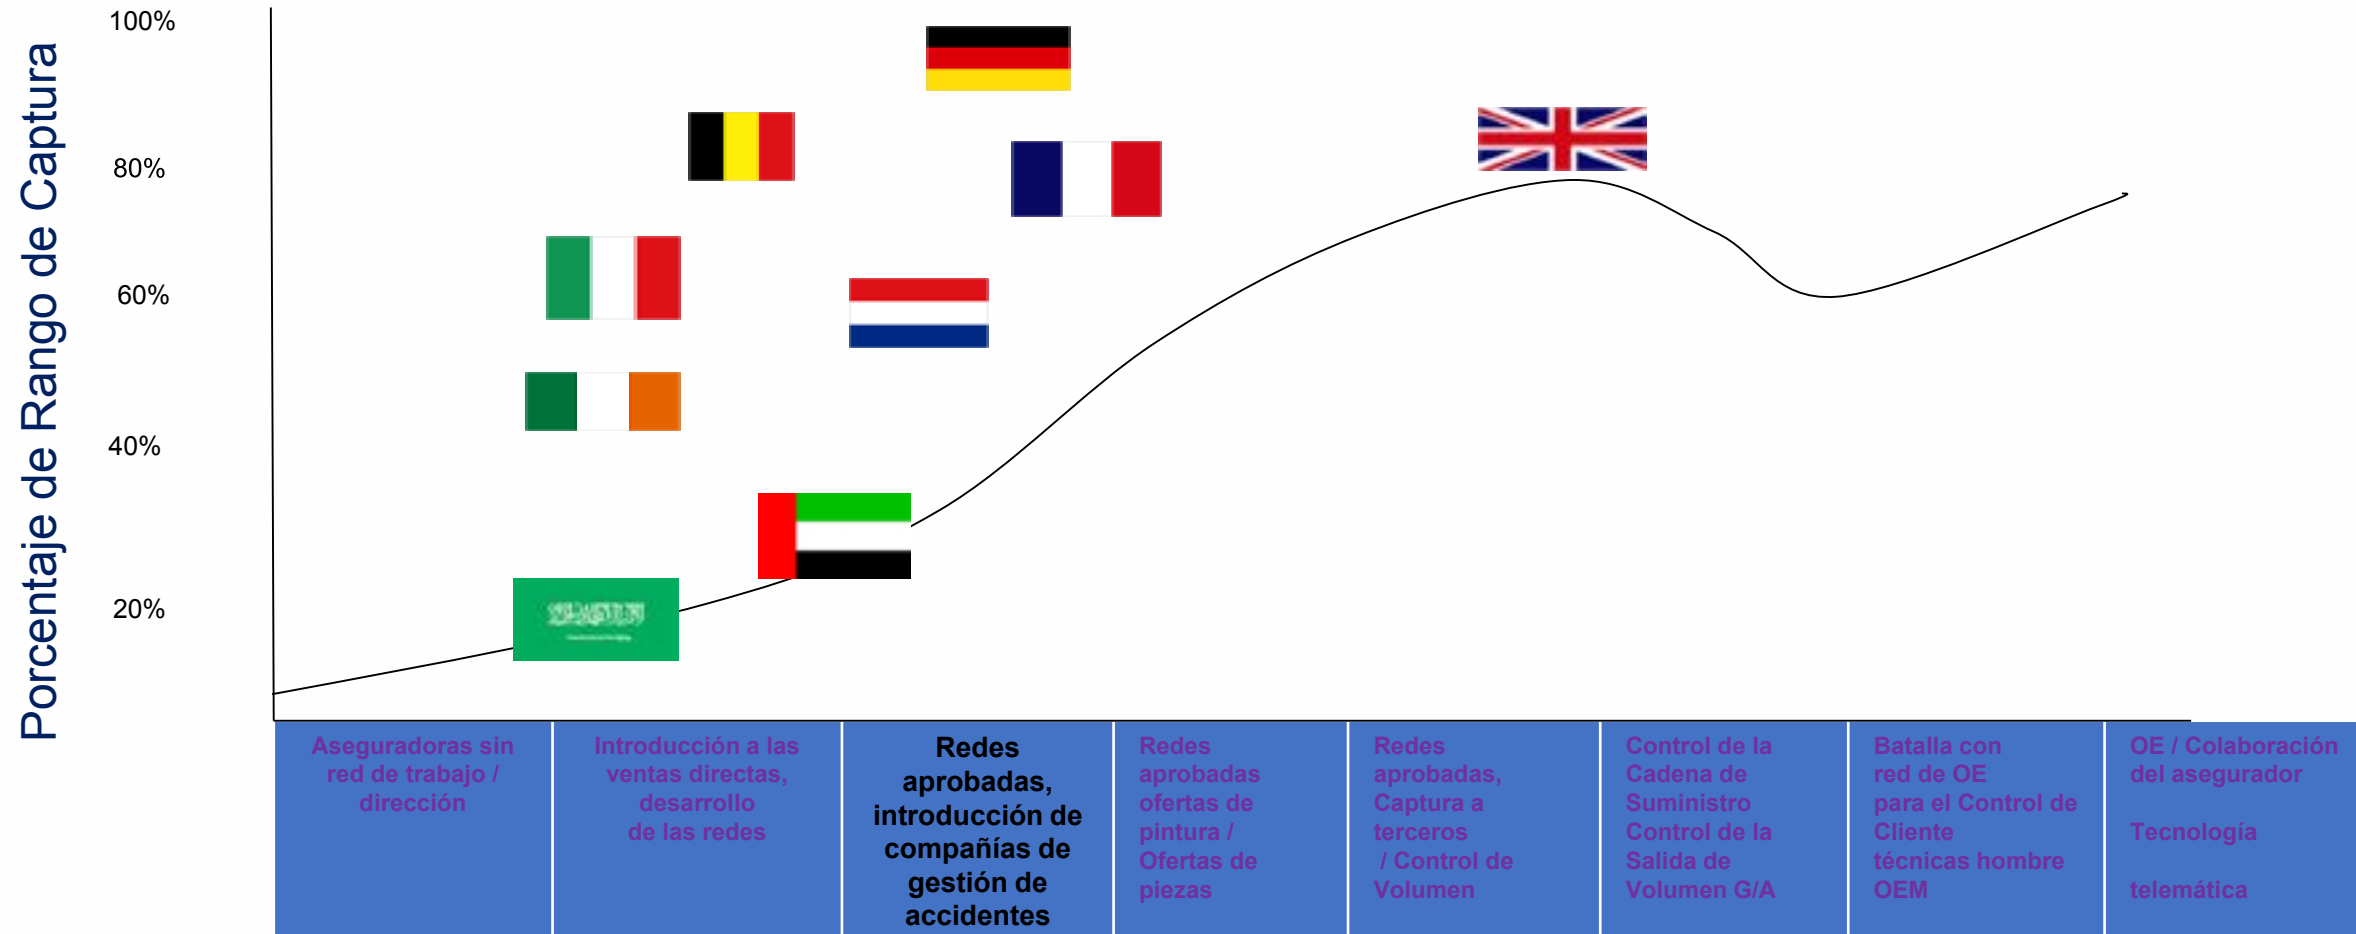 100%
80%
60%
40%
20%
Porcentaje de Rango de Captura
Aseguradoras sin
red de trabajo /
dirección
Introducción a las
ventas directas,
desarrollo
de las redes
Redes
aprobadas,
introducción de
compañías de
gestión de
accidentes
Redes
aprobadas
ofertas de
pintura /
Ofertas de
piezas
Redes
aprobadas,
Captura a
terceros
/ Control de
Volumen
Control de la
Cadena de
Suministro
Control de la
Salida de
Volumen G/A
Batalla con
red de OE
para el Control de
Cliente
técnicas hombre
OEM
OE / Colaboración
del asegurador
Tecnología
telemática